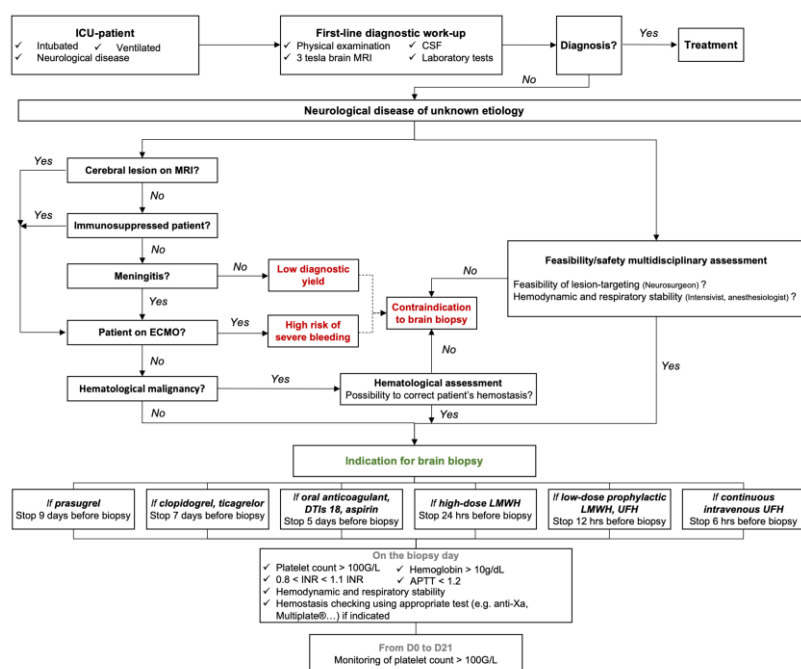 ICU-patient
✓ Intubated ✓ Ventilated
✓ Neurological disease
First-line diagnostic work-up
✓ Physical examination ✓ CSF
✓ 3 tesla brain MRI ✓ Laboratory tests
Diagnosis?
Yes
Treatment
No
Neurological disease of unknown etiology
Yes
Cerebral lesion on MRI?
No
Yes
Immunosuppressed patient?
No
Meningitis?
No
Low diagnostic
yield
Yes
Patient on ECMO?
Yes
High risk of
severe bleeding
Contraindication
to brain biopsy
No
Feasibility/safety multidisciplinary assessment
Feasibility of lesion-targeting (Neurosurgeon) ?
Hemodynamic and respiratory stability (Intensivist, anesthesiologist) ?
No
No
Yes
Hematological malignancy?
Yes
Hematological assessment
Possibility to correct patient's hemostasis?
No
Yes
Indication for brain biopsy
If prasugrel
Stop 9 days before biopsy
If clopidogrel, ticagrelor
Stop 7 days before biopsy
If oral anticoagulant,
DTIs 18, aspirin
Stop 5 days before biopsy
If high-dose LMWH
Stop 24 hrs before biopsy
If low-dose prophylactic
LMWH, UFH
Stop 12 hrs before biopsy
If continuous
intravenous UFH
Stop 6 hrs before biopsy
On the biopsy day
✓ Platelet count > 100G/L ✓ Hemoglobin > 10g/dL
✓ 0.8 < INR < 1.1 INR ✓ APTT < 1.2
✓ Hemodynamic and respiratory stability
✓ Hemostasis checking using appropriate test (e.g. anti-Xa,
Multiplate®...) if indicated
From D0 to D21
Monitoring of platelet count > 100G/L